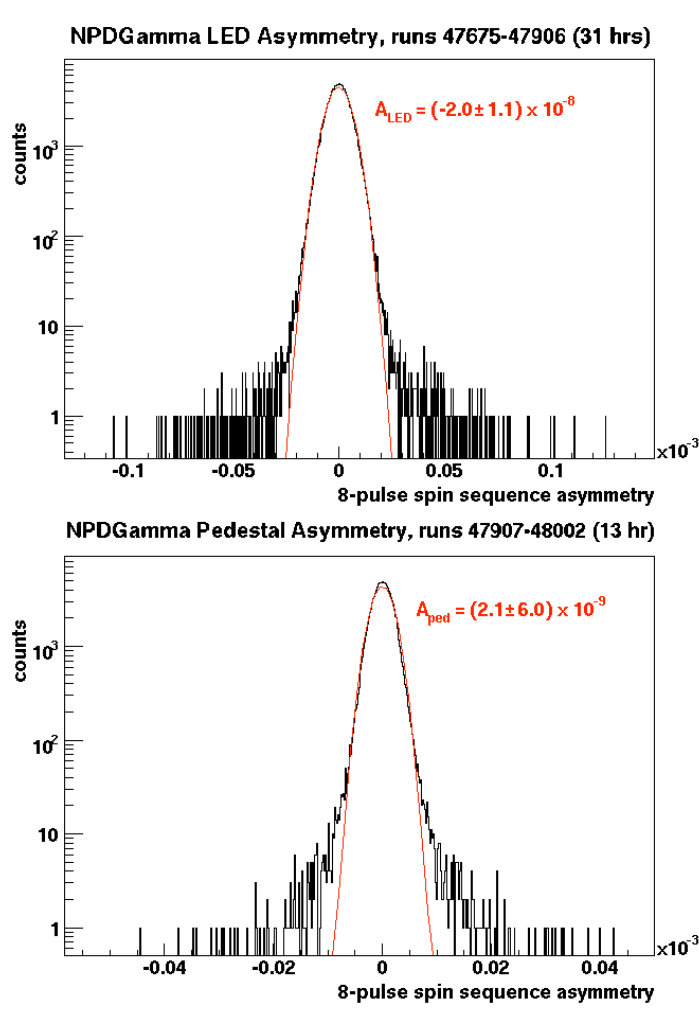 NPDGamma LED Asymmetry, runs 47675-47906 (31 hrs)
A_LED = (-2.0±1.1) x 10^-8
counts
10^3
10^2
10
1
-0.1 -0.05 0 0.05 0.1
x10^-3
8-pulse spin sequence asymmetry
NPDGamma Pedestal Asymmetry, runs 47907-48002 (13 hr)
A_ped = (2.1±6.0) x 10^-9
counts
10^3
10^2
10
1
-0.04 -0.02 0 0.02 0.04
x10^-3
8-pulse spin sequence asymmetry